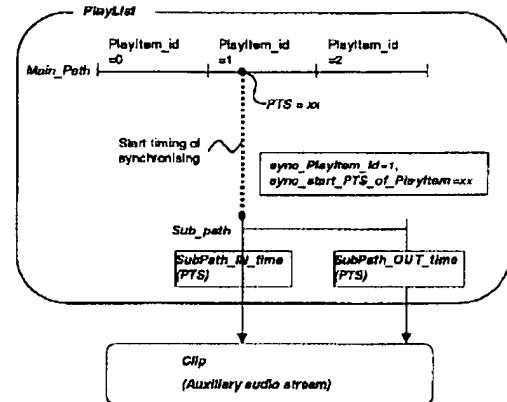 PlayList
PlayItem_id =0
PlayItem_id =1
PlayItem_id =2
Main_Path
PTS = xx
Start timing of
synchronising
sync_PlayItem_id=1,
sync_start_PTS_of_PlayItem=xx
Sub_path
SubPath_IN_time
(PTS)
SubPath_OUT_time
(PTS)
Clip
(Auxiliary audio stream)